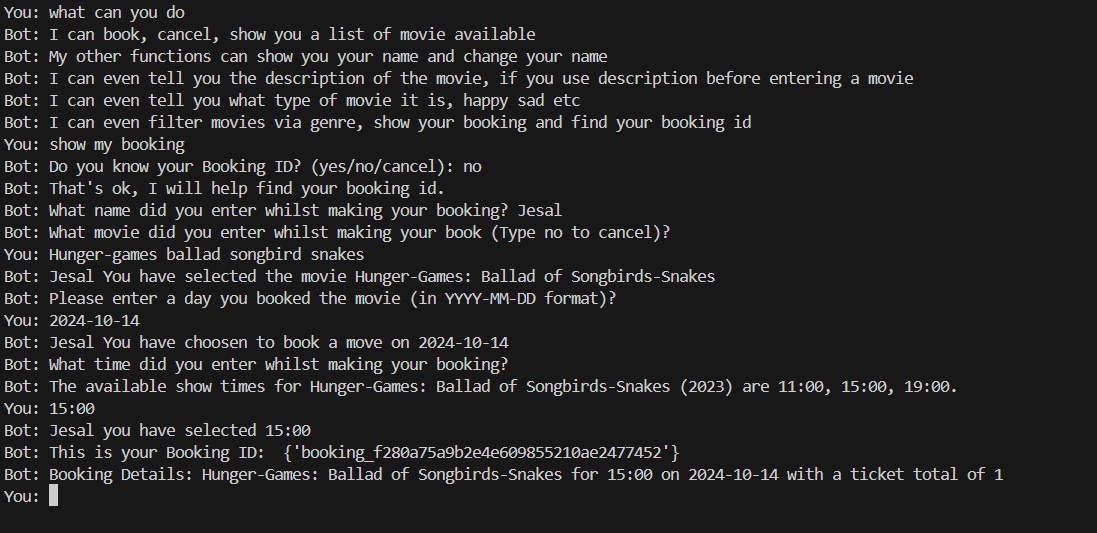 You: what can you do
Bot: I can book, cancel, show you a list of movie available
Bot: My other functions can show you your name and change your name
Bot: I can even tell you the description of the movie, if you use description before entering a movie
Bot: I can even tell you what type of movie it is, happy sad etc
Bot: I can even filter movies via genre, show your booking and find your booking id
You: show my booking
Bot: Do you know your Booking ID? (yes/no/cancel): no
Bot: That's ok, I will help find your booking id.
Bot: What name did you enter whilst making your booking? Jesal
Bot: What movie did you enter whilst making your book (Type no to cancel)?
You: Hunger-games ballad songbird snakes
Bot: Jesal You have selected the movie Hunger-Games: Ballad of Songbirds-Snakes
Bot: Please enter a day you booked the movie (in YYYY-MM-DD format)?
You: 2024-10-14
Bot: Jesal You have choosen to book a move on 2024-10-14
Bot: What time did you enter whilst making your booking?
Bot: The available show times for Hunger-Games: Ballad of Songbirds-Snakes (2023) are 11:00, 15:00, 19:00.
You: 15:00
Bot: Jesal you have selected 15:00
Bot: This is your Booking ID:  {'booking_f280a75a9b2e4e609855210ae2477452'}
Bot: Booking Details: Hunger-Games: Ballad of Songbirds-Snakes for 15:00 on 2024-10-14 with a ticket total of 1
You: